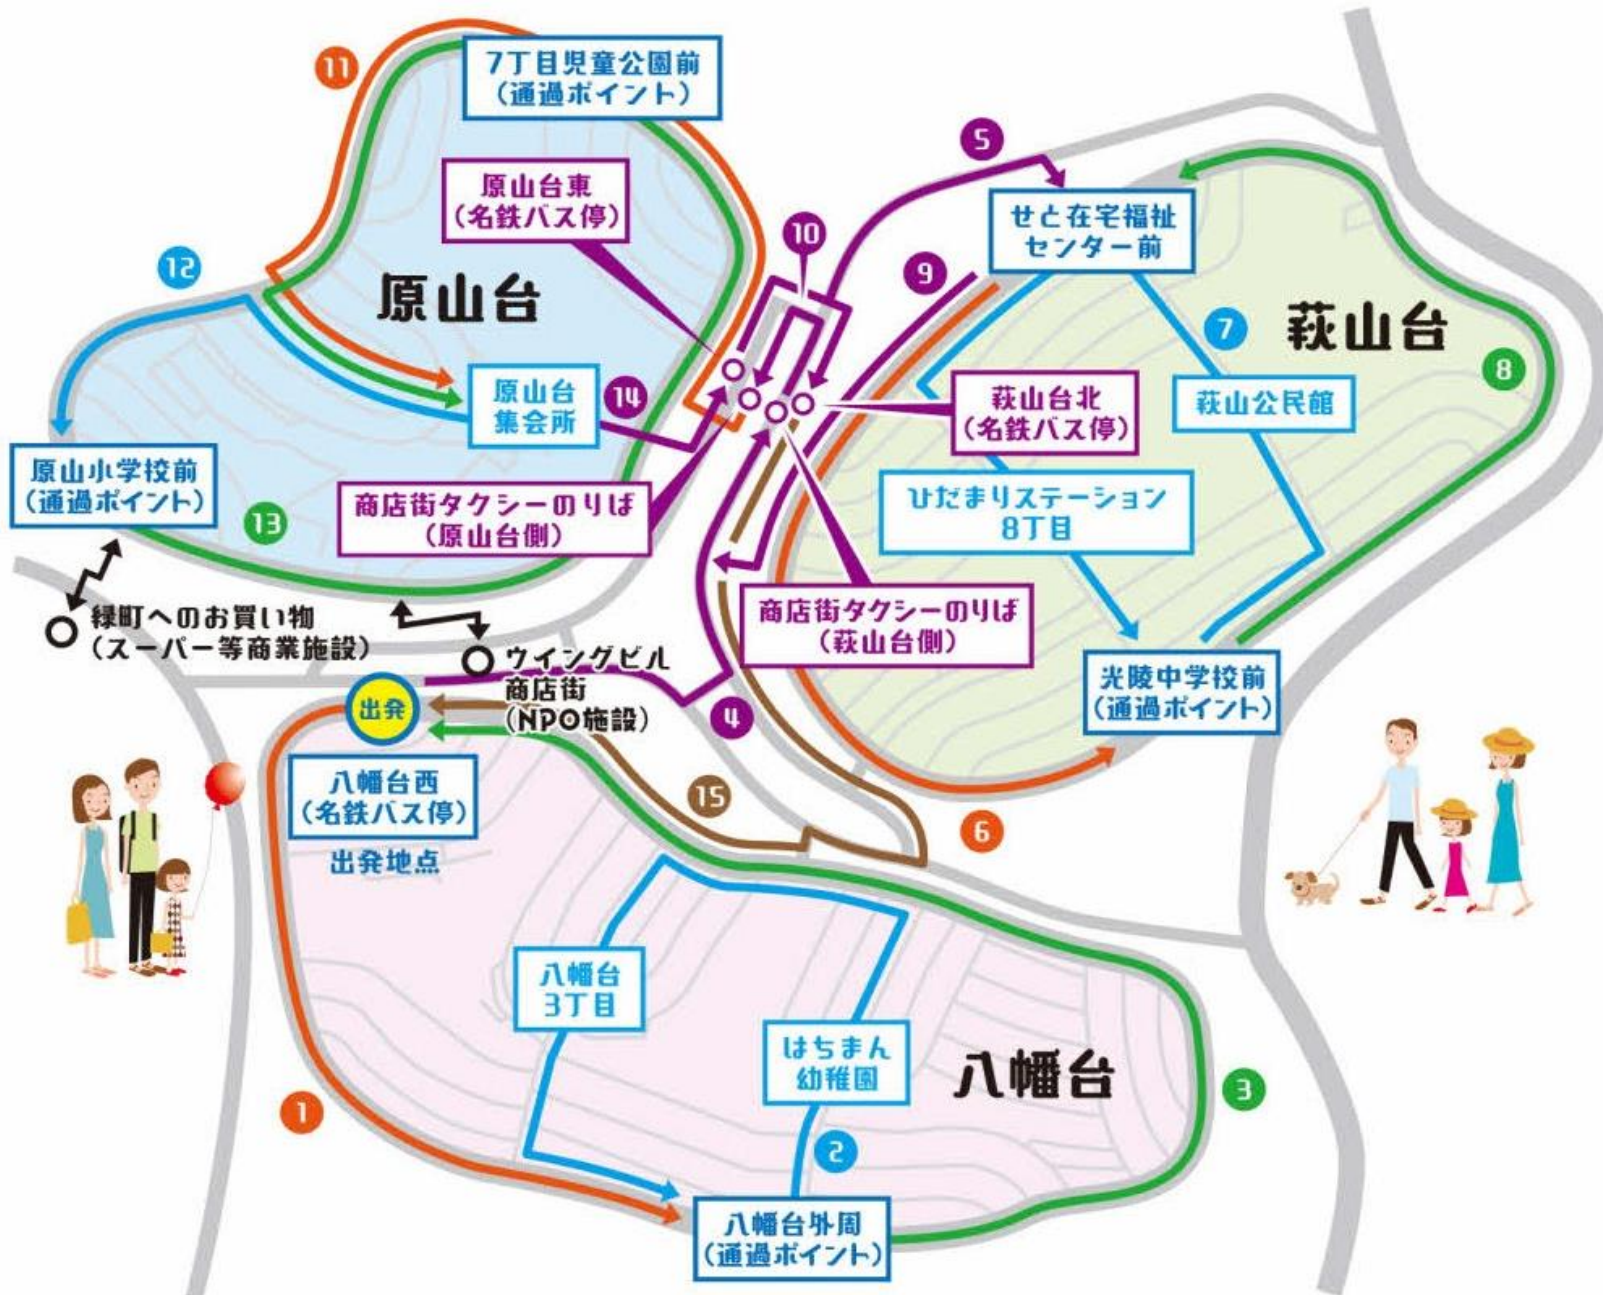 11
7丁目児童公園前
(通過ポイント)
5
原山台東
(名鉄バス停)
せと在宅福祉
センター前
10
12
9
原山台
7
萩山台
8
原山台
集会所
14
萩山台北
(名鉄バス停)
萩山公民館
原山小学校前
(通過ポイント)
13
商店街タクシーのりば
(原山台側)
ひだまりステーション
8丁目
緑町へのお買い物
(スーパー等商業施設)
商店街タクシーのりば
(萩山台側)
ウイングビル
商店街
(NPO施設)
光陵中学校前
(通過ポイント)
出発
4
八幡台西
(名鉄バス停)
出発地点
15
6
八幡台
3丁目
はちまん
幼稚園
八幡台
3
1
2
八幡台外周
(通過ポイント)